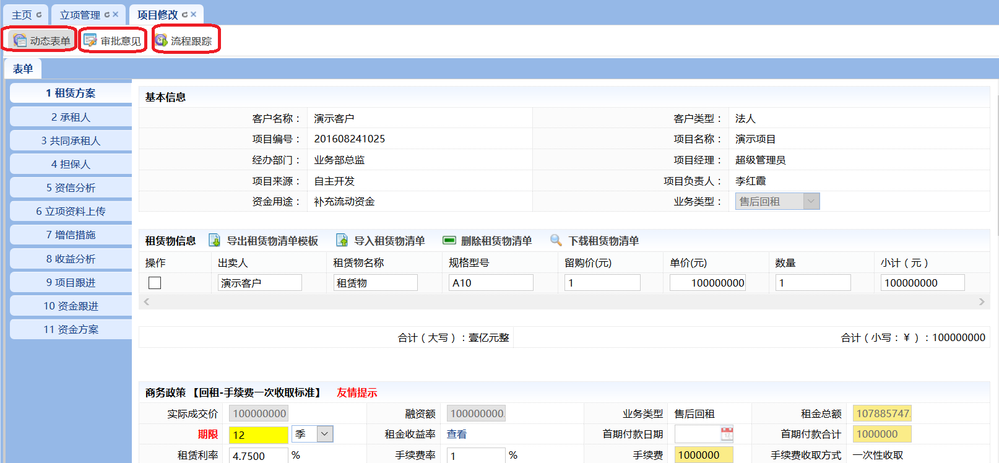 主页 立项管理 项目修改
动态表单 审批意见 流程跟踪
表单
1 租赁方案
2 承租人
3 共同承租人
4 担保人
5 资信分析
6 立项资料上传
7 增信措施
8 收益分析
9 项目跟进
10 资金跟进
11 资金方案
基本信息
客户名称： 演示客户 客户类型： 法人
项目编号： 201608241025 项目名称： 演示项目
经办部门： 业务部总监 项目经理： 超级管理员
项目来源： 自主开发 项目负责人： 李红霞
资金用途： 补充流动资金 业务类型： 售后回租
租赁物信息 导出租赁物清单模板 导入租赁物清单 删除租赁物清单 下载租赁物清单
操作 出卖人 租赁物名称 规格型号 留购价(元) 单价(元) 数量 小计（元）
演示客户 租赁物 A10 1 100000000 1 100000000
合计（大写）：壹亿元整 合计（小写：￥）：100000000
商务政策 【回租-手续费一次收取标准】 友情提示
实际成交价 100000000 融资额 100000000. 业务类型 售后回租 租金总额 107885747.
期限 12 季 租金收益率 查看 首期付款日期 首期付款合计 1000000
租赁利率 4.7500 % 手续费率 1 % 手续费 1000000 手续费收取方式 一次性收取